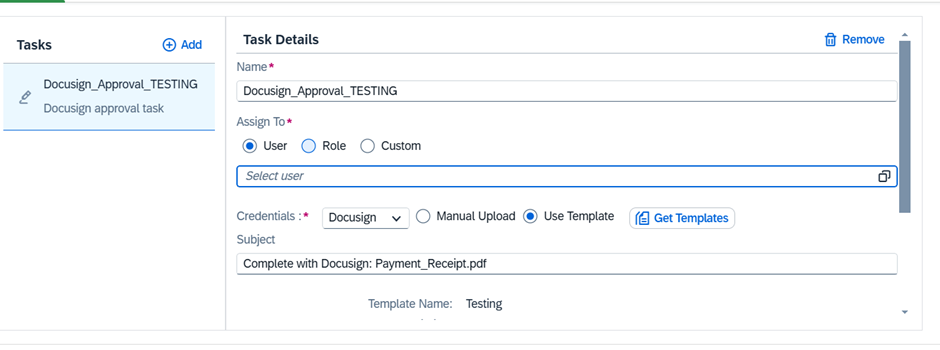 Tasks
Add
Docusign_Approval_TESTING
Docusign approval task
Task Details
Remove
Name*
Docusign_Approval_TESTING
Assign To*
User Role Custom
Select user
Credentials :* Docusign Manual Upload Use Template Get Templates
Subject
Complete with Docusign: Payment_Receipt.pdf
Template Name: Testing